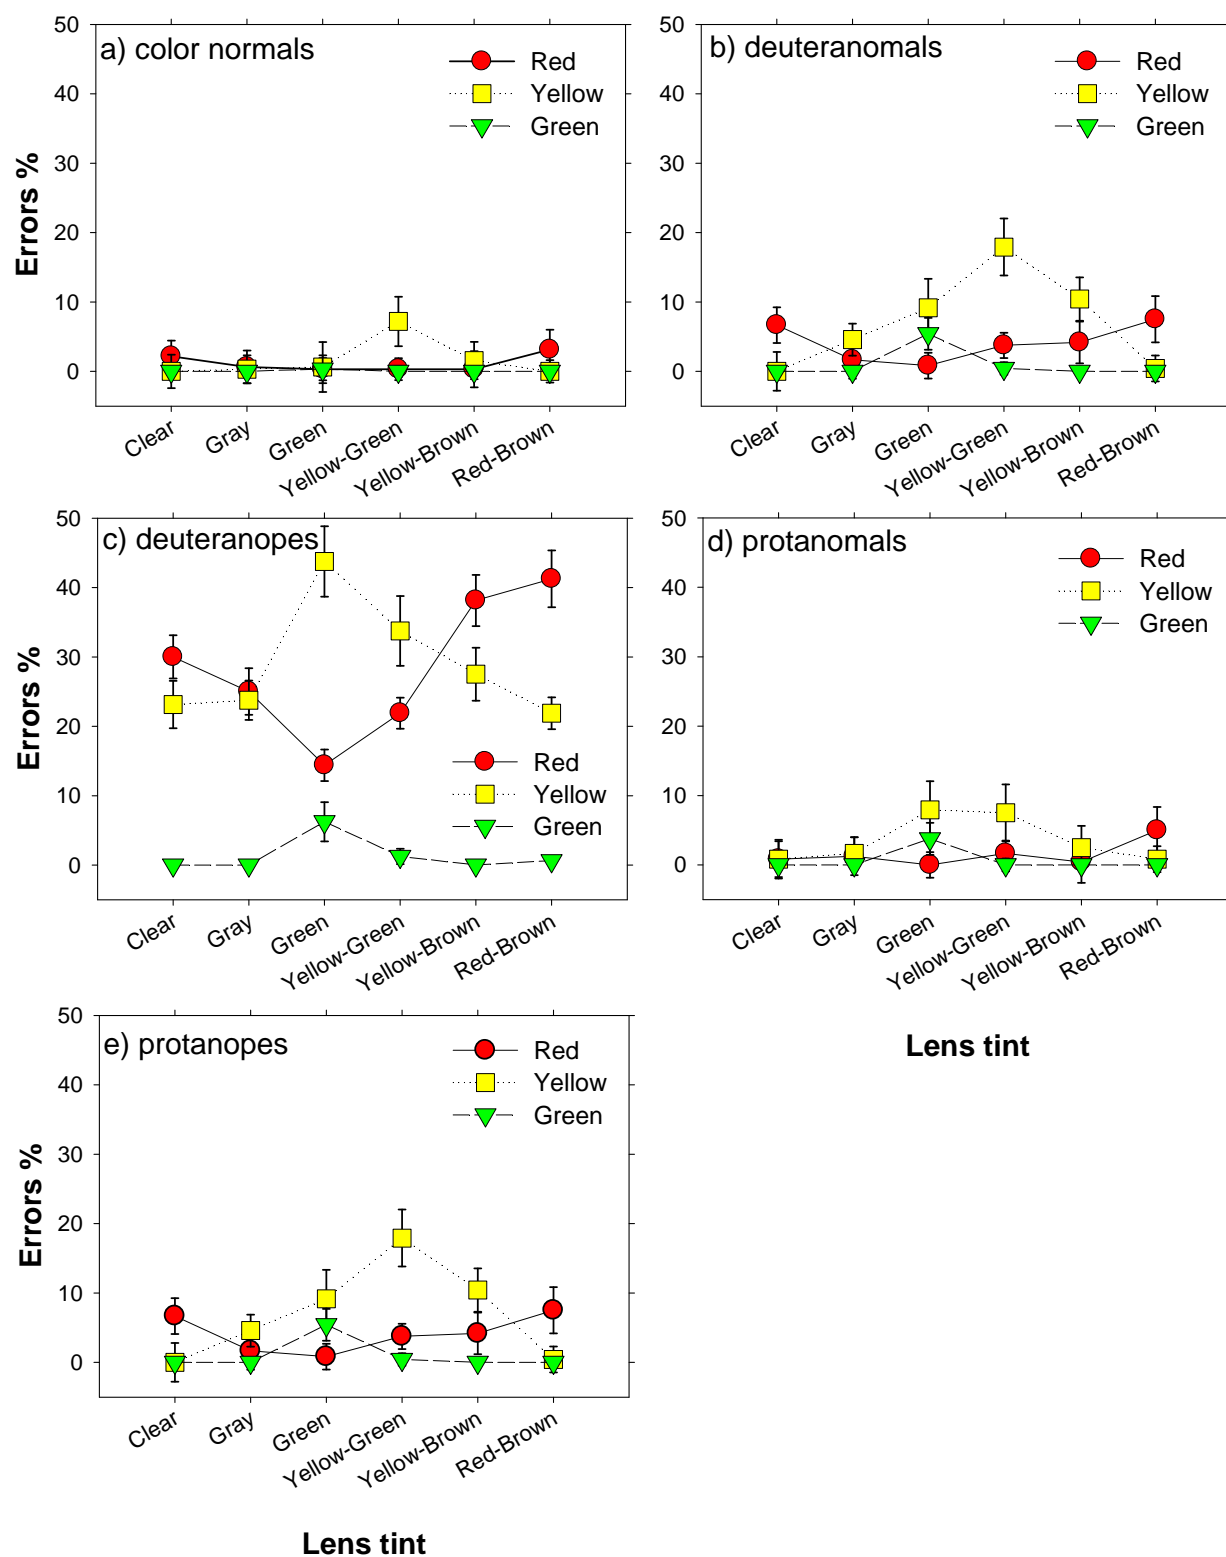 a) color normals
Red
Yellow
Green
50
40
30
20
10
0
Errors %
Clear
Gray
Green
Yellow-Green
Yellow-Brown
Red-Brown
b) deuteranomals
Red
Yellow
Green
50
40
30
20
10
0
Clear
Gray
Green
Yellow-Green
Yellow-Brown
Red-Brown
c) deuteranopes
50
40
30
20
10
0
Errors %
Red
Yellow
Green
Clear
Gray
Green
Yellow-Green
Yellow-Brown
Red-Brown
d) protanomals
Red
Yellow
Green
50
40
30
20
10
0
Clear
Gray
Green
Yellow-Green
Yellow-Brown
Red-Brown
Lens tint
e) protanopes
Red
Yellow
Green
50
40
30
20
10
0
Errors %
Clear
Gray
Green
Yellow-Green
Yellow-Brown
Red-Brown
Lens tint